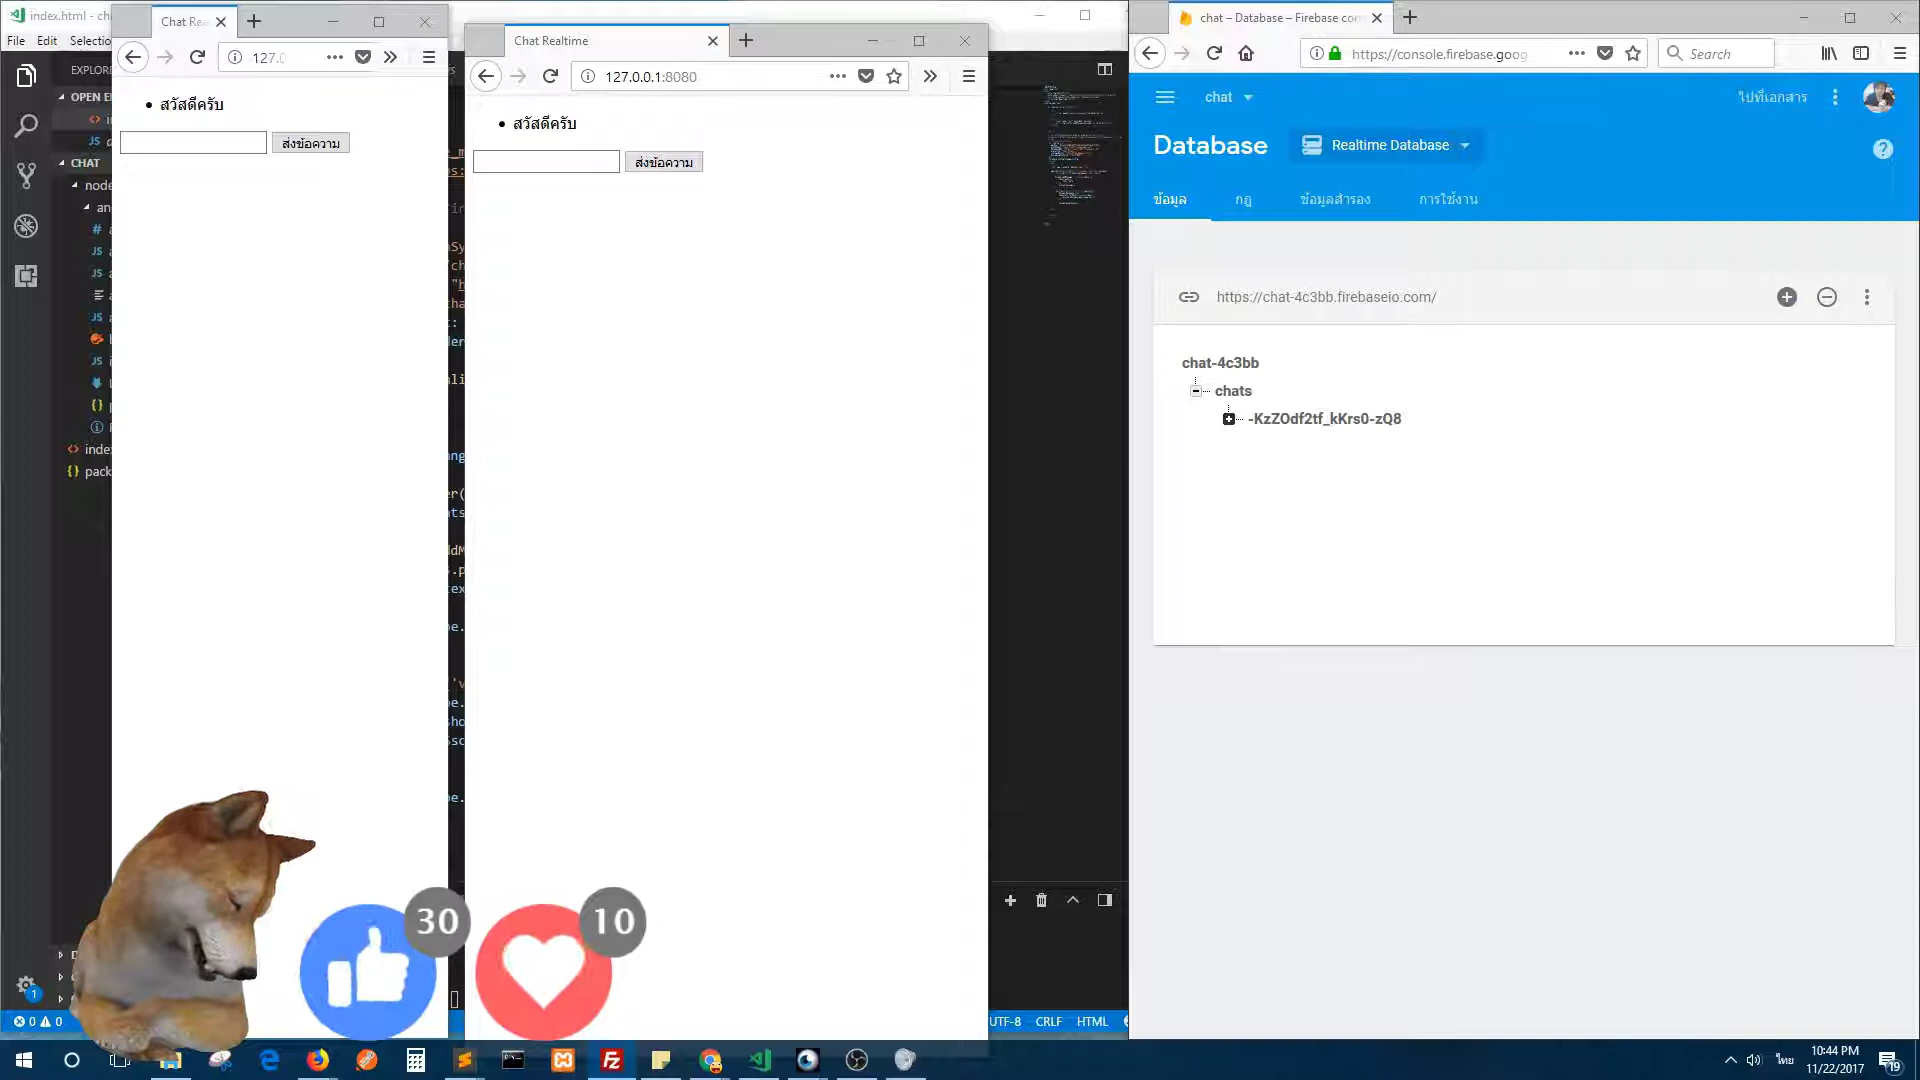 index.html - ch
File Edit Selectio
EXPLORE
OPEN E
CHAT
node
an
inde
pack
0 0
1
Chat Rea
127.0
สวัสดีครับ
ส่งข้อความ
Chat Realtime
127.0.0.1:8080
สวัสดีครับ
ส่งข้อความ
30
10
UTF-8 CRLF HTML
chat – Database – Firebase con
https://console.firebase.goog
Search
chat
ไปที่เอกสาร
Database
Realtime Database
ข้อมูล กฎ ข้อมูลสำรอง การใช้งาน
https://chat-4c3bb.firebaseio.com/
chat-4c3bb
chats
-KzZOdf2tf_kKrs0-zQ8
ไทย
10:44 PM
11/22/2017
19